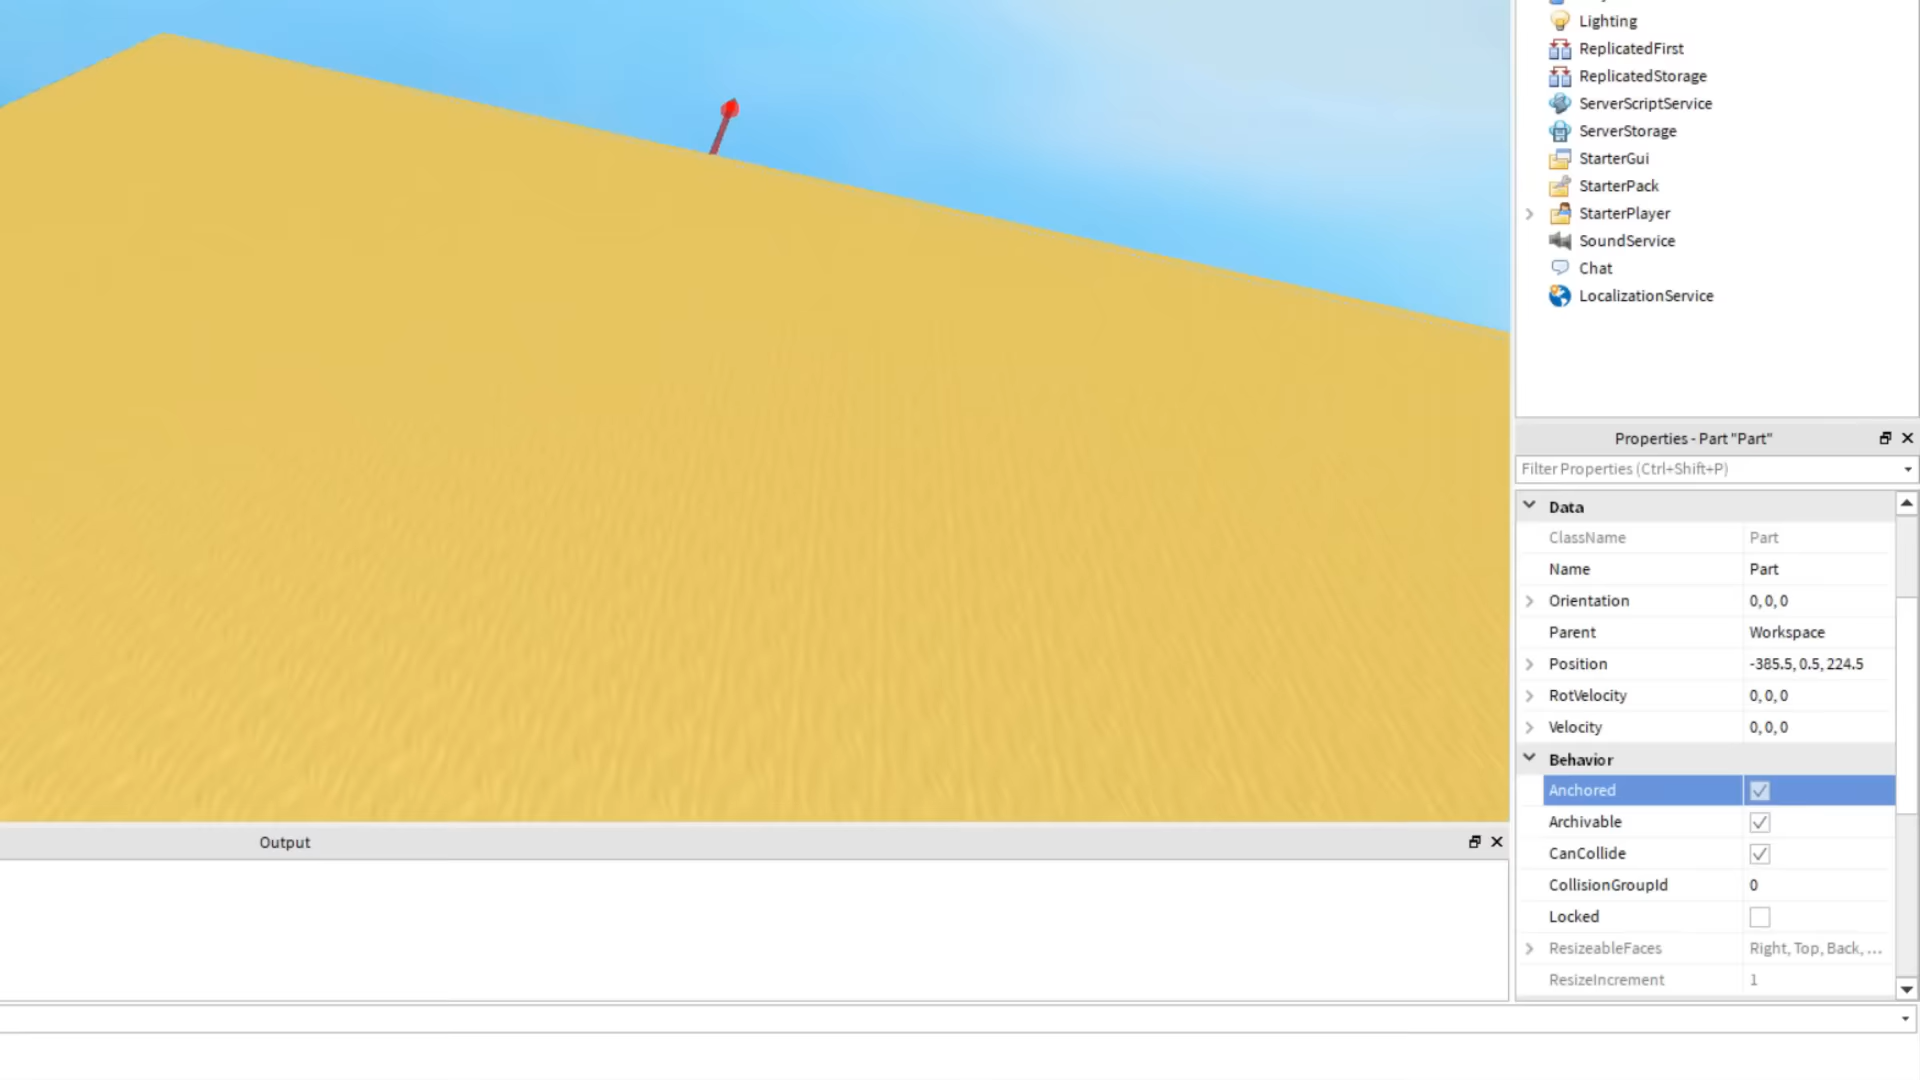 Lighting
ReplicatedFirst
ReplicatedStorage
ServerScriptService
ServerStorage
StarterGui
StarterPack
StarterPlayer
SoundService
Chat
LocalizationService
Properties - Part "Part"
Filter Properties (Ctrl+Shift+P)
Data
ClassName Part
Name Part
Orientation 0, 0, 0
Parent Workspace
Position -385.5, 0.5, 224.5
RotVelocity 0, 0, 0
Velocity 0, 0, 0
Behavior
Anchored
Archivable
CanCollide
CollisionGroupId 0
Locked
ResizeableFaces Right, Top, Back, ...
ResizeIncrement 1
Output